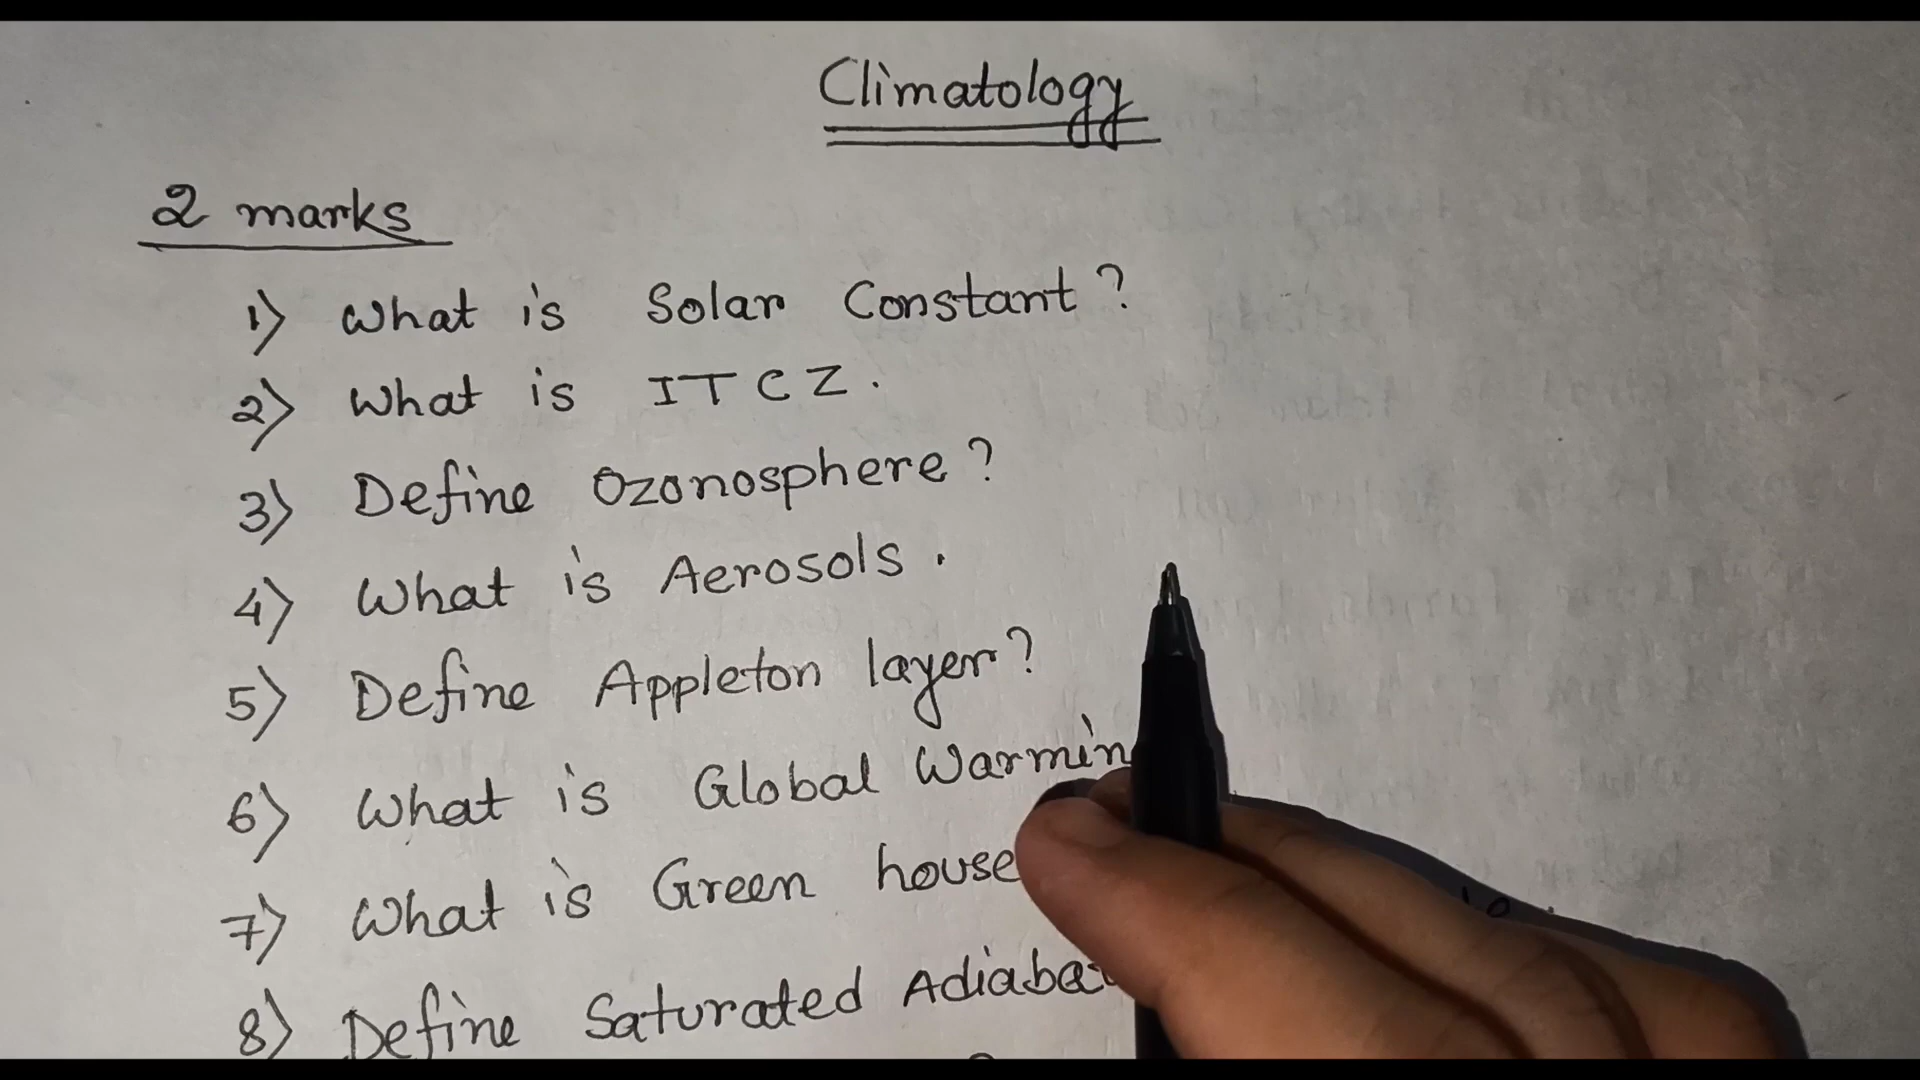 Climatology
2 marks
1) What is Solar Constant?
2) What is ITCZ.
3) Define Ozonosphere?
4) What is Aerosols.
5) Define Appleton layer?
6) What is Global
7) What is Green house
8) Define Saturated